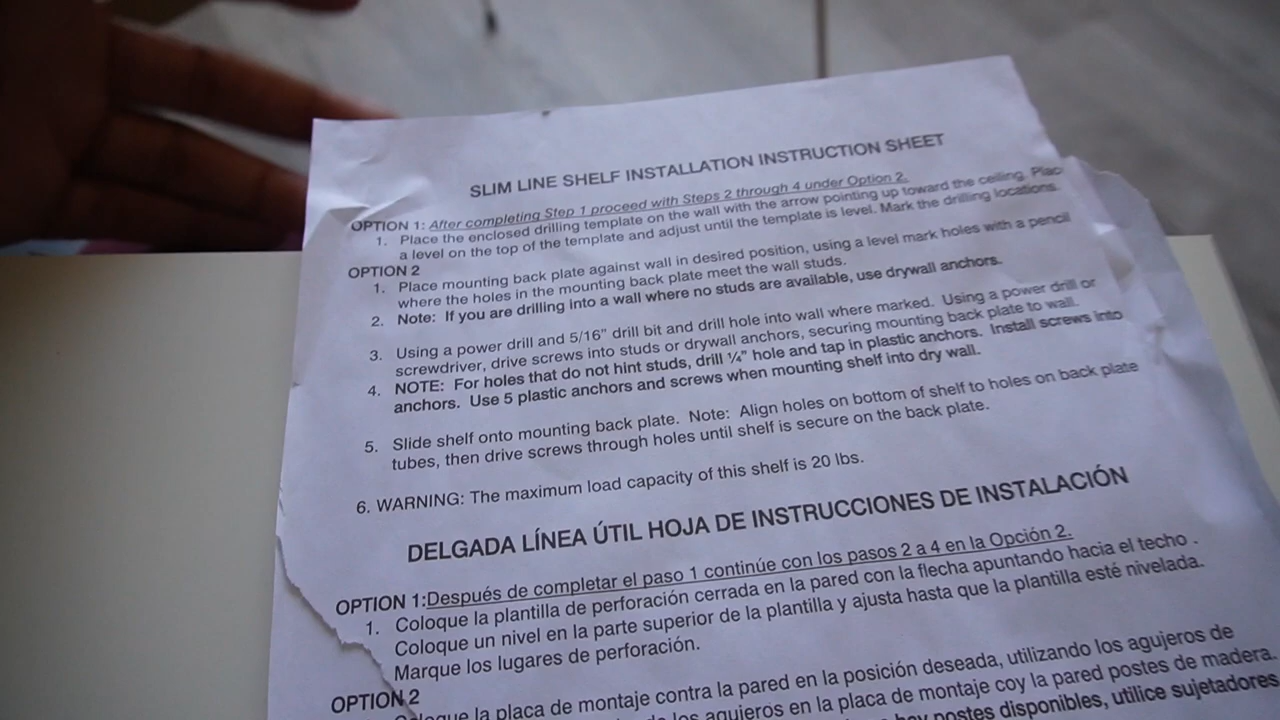 SLIM LINE SHELF INSTALLATION INSTRUCTION SHEET
OPTION 1: After completing Step 1 proceed with Steps 2 through 4 under Option 2.
1. Place the enclosed drilling template on the wall with the arrow pointing up toward the ceiling. Plac
a level on the top of the template and adjust until the template is level. Mark the drilling locations.
OPTION 2
1. Place mounting back plate against wall in desired position, using a level mark holes with a pencil
where the holes in the mounting back plate meet the wall studs.
2. Note: If you are drilling into a wall where no studs are available, use drywall anchors.
3. Using a power drill and 5/16” drill bit and drill hole into wall where marked. Using a power drill or
screwdriver, drive screws into studs or drywall anchors, securing mounting back plate to wall.
4. NOTE: For holes that do not hint studs, drill ¼” hole and tap in plastic anchors. Install screws into
anchors. Use 5 plastic anchors and screws when mounting shelf into dry wall.
5. Slide shelf onto mounting back plate. Note: Align holes on bottom of shelf to holes on back plate
tubes, then drive screws through holes until shelf is secure on the back plate.
6. WARNING: The maximum load capacity of this shelf is 20 lbs.
DELGADA LÍNEA ÚTIL HOJA DE INSTRUCCIONES DE INSTALACIÓN
OPTION 1:Después de completar el paso 1 continúe con los pasos 2 a 4 en la Opción 2.
1. Coloque la plantilla de perforación cerrada en la pared con la flecha apuntando hacia el techo .
Coloque un nivel en la parte superior de la plantilla y ajusta hasta que la plantilla esté nivelada.
Marque los lugares de perforación.
OPTION 2
la placa de montaje contra la pared en la posición deseada, utilizando los agujeros de
los agujeros en la placa de montaje coy la pared postes de madera.
hay postes disponibles, utilice sujetadores